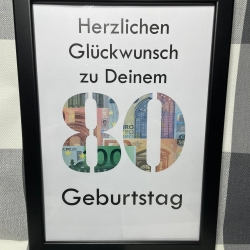 Herzlichen
Glückwunsch
zu Deinem
80
Geburtstag